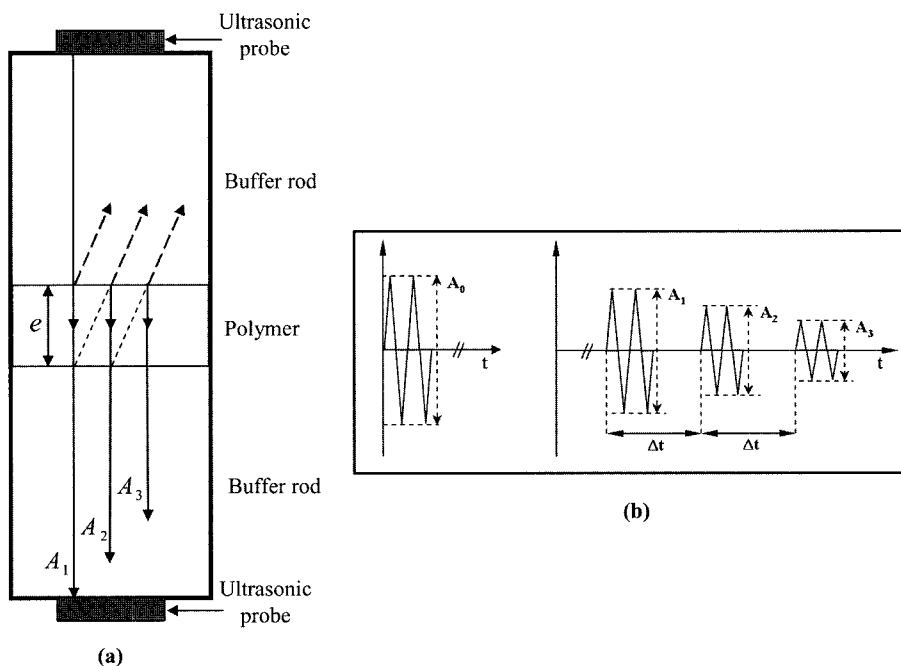 Ultrasonic
probe
Buffer rod
e
Polymer
Buffer rod
A₁
A₂
A₃
Ultrasonic
probe
(a)
A₀
t
A₁
A₂
A₃
t
Δt
Δt
(b)